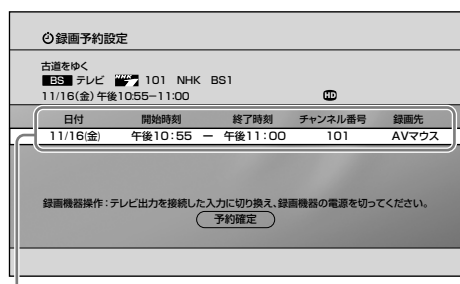 録画予約設定
古道をゆく
BS テレビ NHK 101 NHK BS1
11/16(金)午後10:55−11:00 HD
日付 開始時刻 終了時刻 チャンネル番号 録画先
11/16(金) 午後10:55 − 午後11:00 101 AVマウス
録画機器操作:テレビ出力を接続した入力に切り換え、録画機器の電源を切ってください。
予約確定